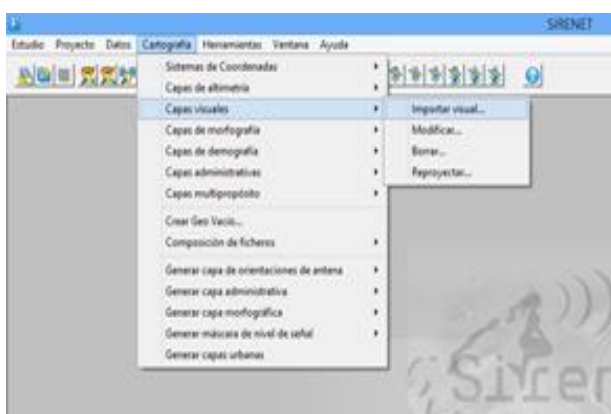 SIRENET
Estudio Proyecto Datos Cartografía Herramientas Ventana Ayuda
Sistemas de Coordenadas
Capas de altimetría
Capas visuales
Importar visual...
Capas de morfografía
Modificar...
Capas de demografía
Borrar...
Capas administrativas
Reproyectar...
Capas multipropósito
Crear Geo Vacío...
Composición de ficheros
Generar capa de orientaciones de antena
Generar capa administrativa
Generar capa morfográfica
Generar máscara de nivel de señal
Generar capas urbanas
Sirener